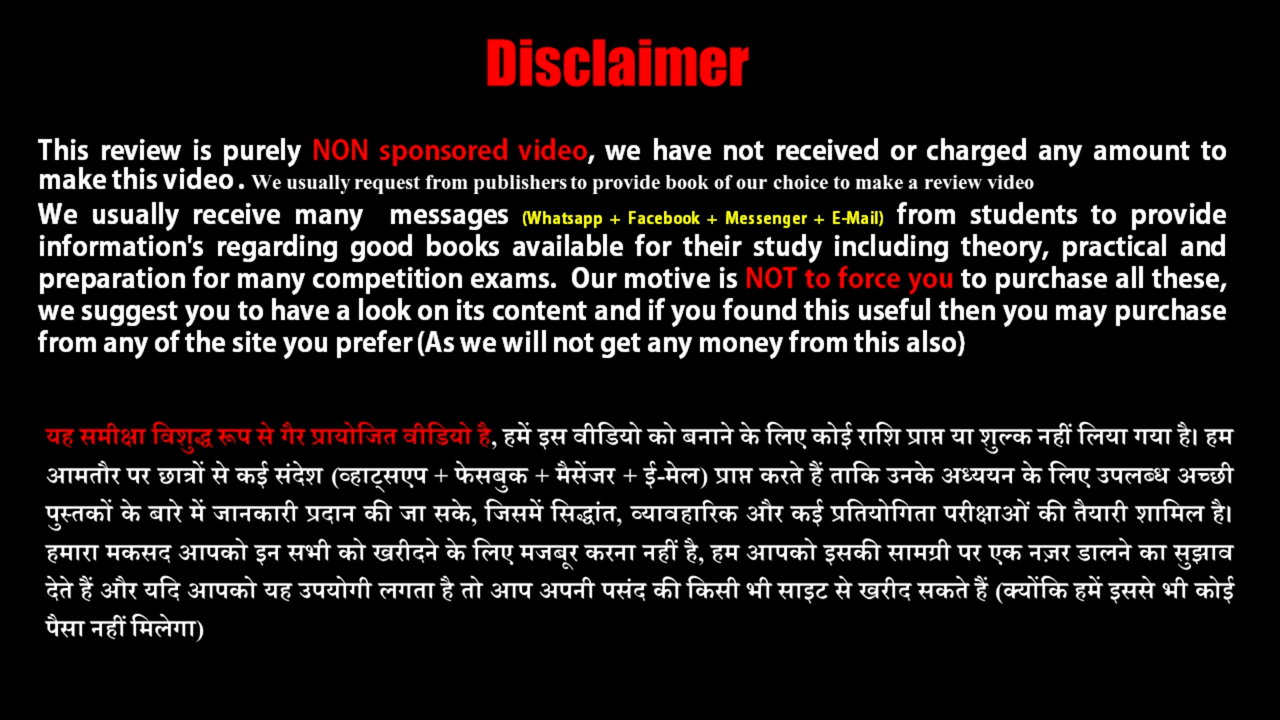 Disclaimer
This review is purely NON sponsored video, we have not received or charged any amount to
make this video . We usually request from publishers to provide book of our choice to make a review video
We usually receive many messages (Whatsapp + Facebook + Messenger + E-Mail) from students to provide
information's regarding good books available for their study including theory, practical and
preparation for many competition exams. Our motive is NOT to force you to purchase all these,
we suggest you to have a look on its content and if you found this useful then you may purchase
from any of the site you prefer (As we will not get any money from this also)
यह समीक्षा विशुद्ध रूप से गैर प्रायोजित वीडियो है, हमें इस वीडियो को बनाने के लिए कोई राशि प्राप्त या शुल्क नहीं लिया गया है। हम
आमतौर पर छात्रों से कई संदेश (व्हाट्सएप + फेसबुक + मैसेंजर + ई-मेल) प्राप्त करते हैं ताकि उनके अध्ययन के लिए उपलब्ध अच्छी
पुस्तकों के बारे में जानकारी प्रदान की जा सके, जिसमें सिद्धांत, व्यावहारिक और कई प्रतियोगिता परीक्षाओं की तैयारी शामिल है।
हमारा मकसद आपको इन सभी को खरीदने के लिए मजबूर करना नहीं है, हम आपको इसकी सामग्री पर एक नज़र डालने का सुझाव
देते हैं और यदि आपको यह उपयोगी लगता है तो आप अपनी पसंद की किसी भी साइट से खरीद सकते हैं (क्योंकि हमें इससे भी कोई
पैसा नहीं मिलेगा)